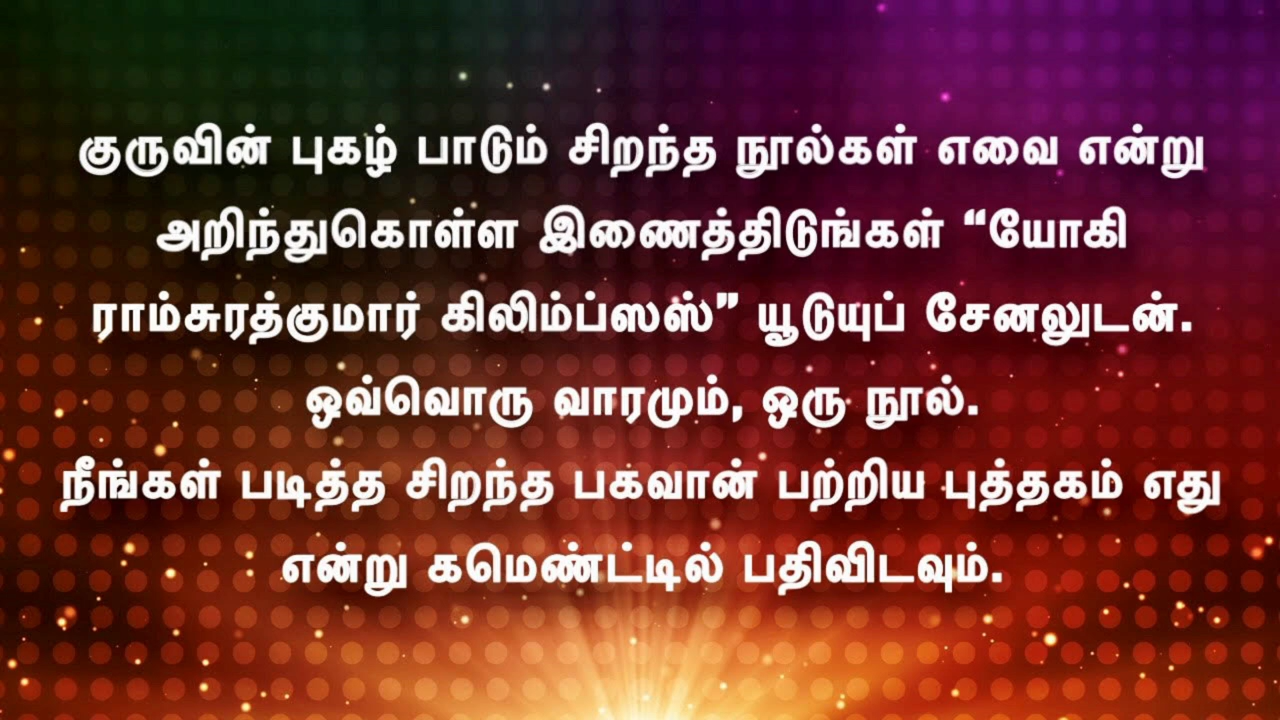 குருவின் புகழ் பாடும் சிறந்த நூல்கள் எவை என்று
அறிந்துகொள்ள இணைத்திடுங்கள் “யோகி
ராம்சுரத்குமார் கிலிம்ப்ஸஸ்” யூடுயுப் சேனலுடன்.
ஒவ்வொரு வாரமும், ஒரு நூல்.
நீங்கள் படித்த சிறந்த பகவான் பற்றிய புத்தகம் எது
என்று கமெண்ட்டில் பதிவிடவும்.